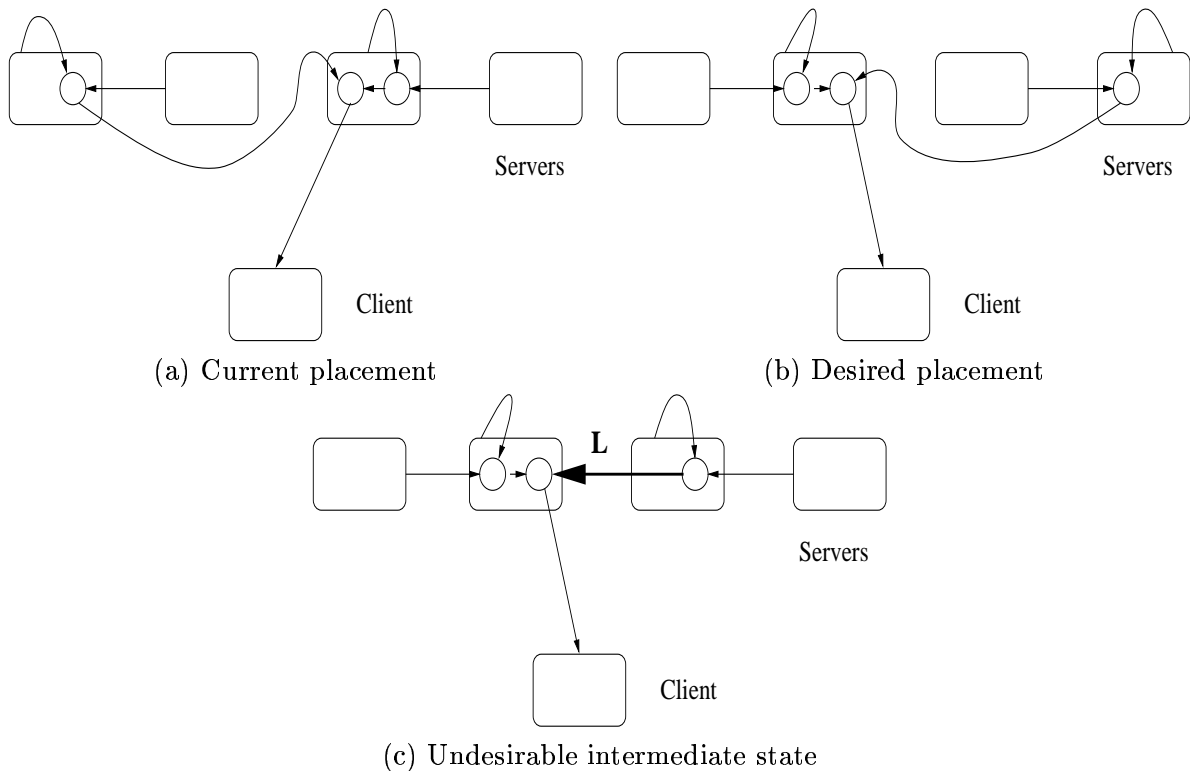 Servers
Servers
Client
Client
(a) Current placement
(b) Desired placement
L
Servers
Client
(c) Undesirable intermediate state